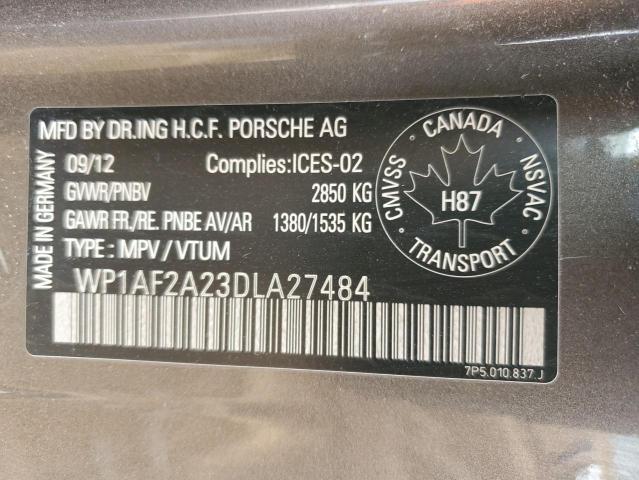 MADE IN GERMANY
MFD BY DR.ING H.C.F. PORSCHE AG
09/12 Complies:ICES-02
GVWR/PNBV 2850 KG
GAWR FR./RE. PNBE AV/AR 1380/1535 KG
TYPE : MPV / VTUM
WP1AF2A23DLA27484
CANADA
CMVSS
NSVAC
H87
TRANSPORT
7P5.010.837.J